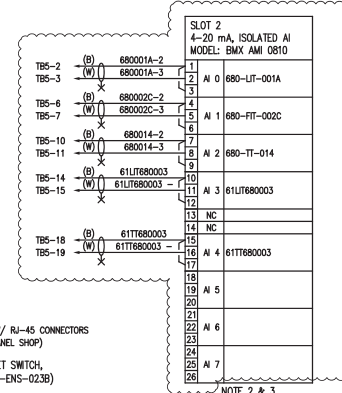 SLOT 2
4-20 mA, ISOLATED AI
MODEL: BMX AMI 0810
TB5-2 (B) 680001A-2 1
TB5-3 (W) 680001A-3 2 AI 0 680-LIT-001A
3
TB5-6 (B) 680002C-2 4
TB5-7 (W) 680002C-3 5 AI 1 680-FIT-002C
6
TB5-10 (B) 680014-2 7
TB5-11 (W) 680014-3 8 AI 2 680-TT-014
9
TB5-14 (B) 61LIT680003 10
TB5-15 (W) 61LIT680003 - 11 AI 3 61LIT680003
12
13 NC
14 NC
TB5-18 (B) 61TT680003 15
TB5-19 (W) 61TT680003 - 16 AI 4 61TT680003
17
18
19 AI 5
20
21
22 AI 6
23
24
25 AI 7
26
/ RJ-45 CONNECTORS
NEL SHOP)
ET SWITCH,
-ENS-023B)
NOTE 2 & 3